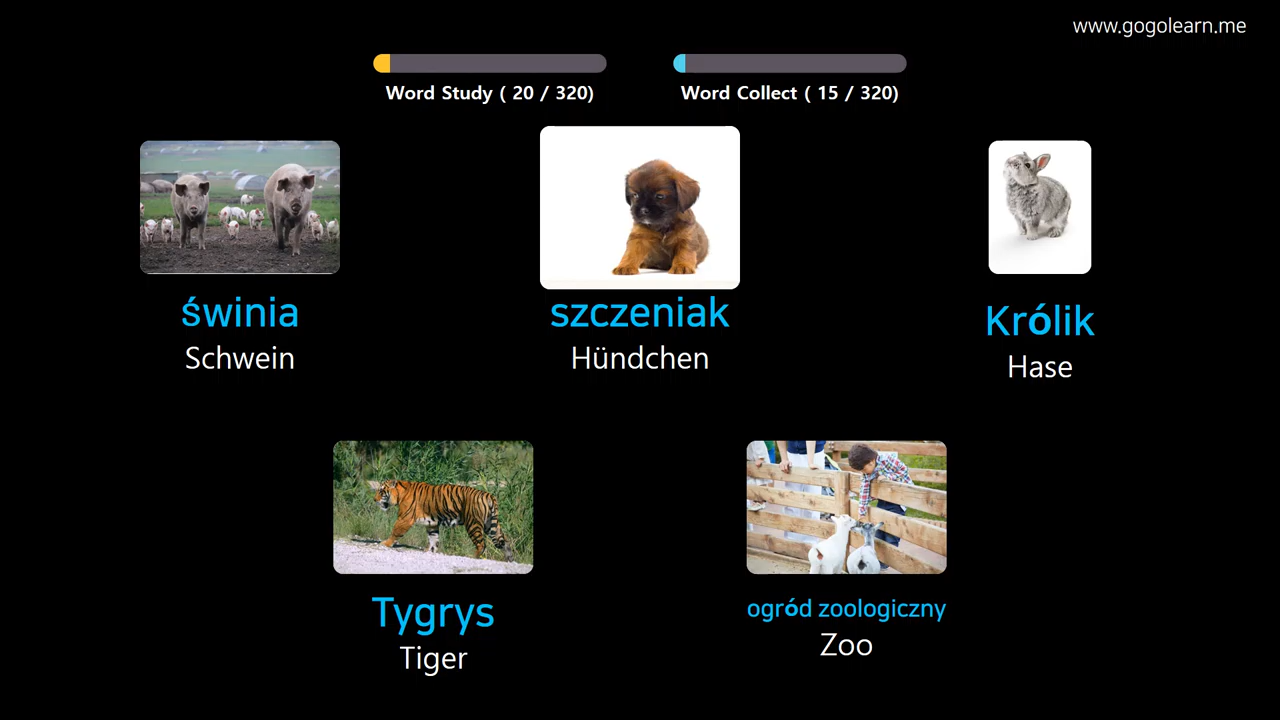 www.gogolearn.me
Word Study ( 20 / 320)
Word Collect ( 15 / 320)
świnia
Schwein
szczeniak
Hündchen
Królik
Hase
Tygrys
Tiger
ogród zoologiczny
Zoo